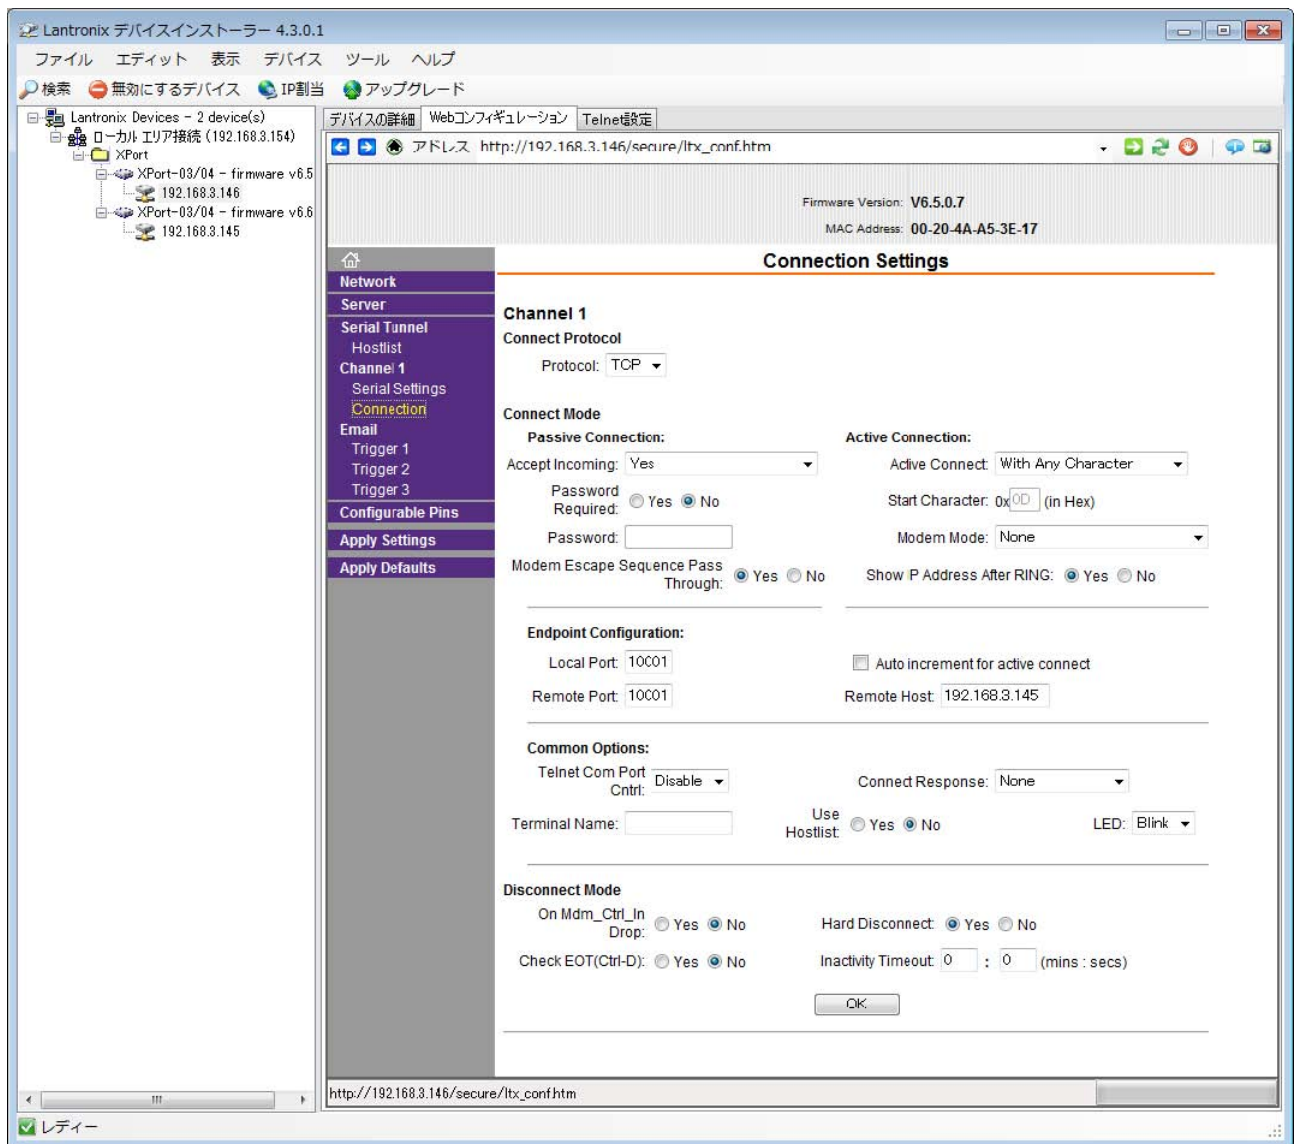 Lantronix デバイスインストーラー 4.3.0.1
ファイル エディット 表示 デバイス ツール ヘルプ
検索 無効にするデバイス IP割当 アップグレード
Lantronix Devices - 2 device(s)
ローカル エリア接続 (192.168.3.154)
XPort
XPort-03/04 - firmware v6.5
192.168.3.146
XPort-03/04 - firmware v6.6
192.168.3.145
デバイスの詳細 Webコンフィギュレーション Telnet設定
アドレス http://192.168.3.146/secure/ltx_conf.htm
Firmware Version: V6.5.0.7
MAC Address: 00-20-4A-A5-3E-17
Network
Server
Serial Tunnel
Hostlist
Channel 1
Serial Settings
Connection
Email
Trigger 1
Trigger 2
Trigger 3
Configurable Pins
Apply Settings
Apply Defaults
Connection Settings
Channel 1
Connect Protocol
Protocol: TCP
Connect Mode
Passive Connection: Active Connection:
Accept Incoming: Yes Active Connect: With Any Character
Password Required: Yes No Start Character: 0x 0D (in Hex)
Password: Modem Mode: None
Modem Escape Sequence Pass Through: Yes No Show IP Address After RING: Yes No
Endpoint Configuration:
Local Port: 10001 Auto increment for active connect
Remote Port: 10001 Remote Host: 192.168.3.145
Common Options:
Telnet Com Port Cntrl: Disable Connect Response: None
Terminal Name: Use Hostlist: Yes No LED: Blink
Disconnect Mode
On Mdm_Ctrl_In Drop: Yes No Hard Disconnect: Yes No
Check EOT(Ctrl-D): Yes No Inactivity Timeout: 0 : 0 (mins : secs)
OK
http://192.168.3.146/secure/ltx_conf.htm
レディー